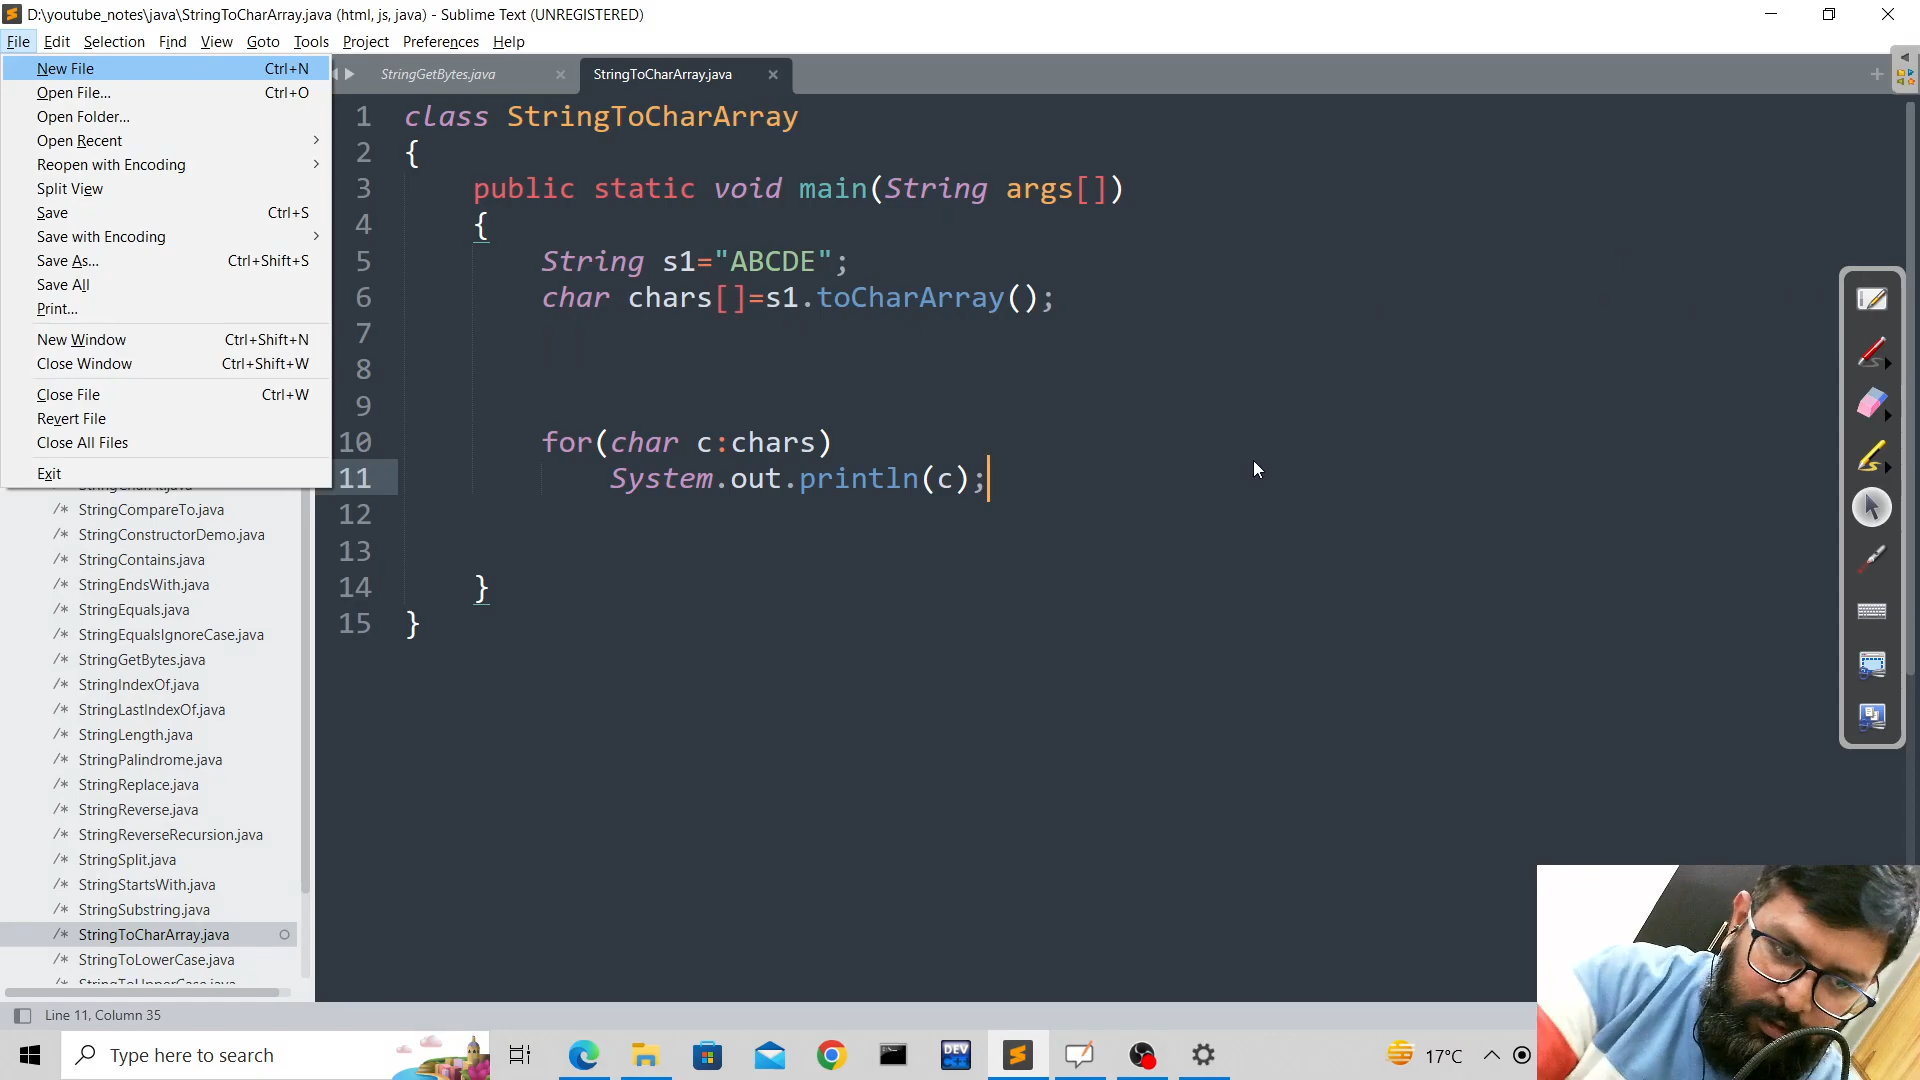 D:\youtube_notes\java\StringToCharArray.java (html, js, java) - Sublime Text (UNREGISTERED)
File Edit Selection Find View Goto Tools Project Preferences Help
New File Ctrl+N
Open File... Ctrl+O
Open Folder...
Open Recent
Reopen with Encoding
Split View
Save Ctrl+S
Save with Encoding
Save As... Ctrl+Shift+S
Save All
Print...
New Window Ctrl+Shift+N
Close Window Ctrl+Shift+W
Close File Ctrl+W
Revert File
Close All Files
Exit
StringCompareTo.java
StringConstructorDemo.java
StringContains.java
StringEndsWith.java
StringEquals.java
StringEqualsIgnoreCase.java
StringGetBytes.java
StringIndexOf.java
StringLastIndexOf.java
StringLength.java
StringPalindrome.java
StringReplace.java
StringReverse.java
StringReverseRecursion.java
StringSplit.java
StringStartsWith.java
StringSubstring.java
StringToCharArray.java
StringToLowerCase.java
StringGetBytes.java StringToCharArray.java
1 class StringToCharArray
2 {
3 public static void main(String args[])
4 {
5 String s1="ABCDE";
6 char chars[]=s1.toCharArray();
7
8
9
10 for(char c:chars)
11 System.out.println(c);
12
13
14 }
15 }
Line 11, Column 35
Type here to search
DEV
17°C